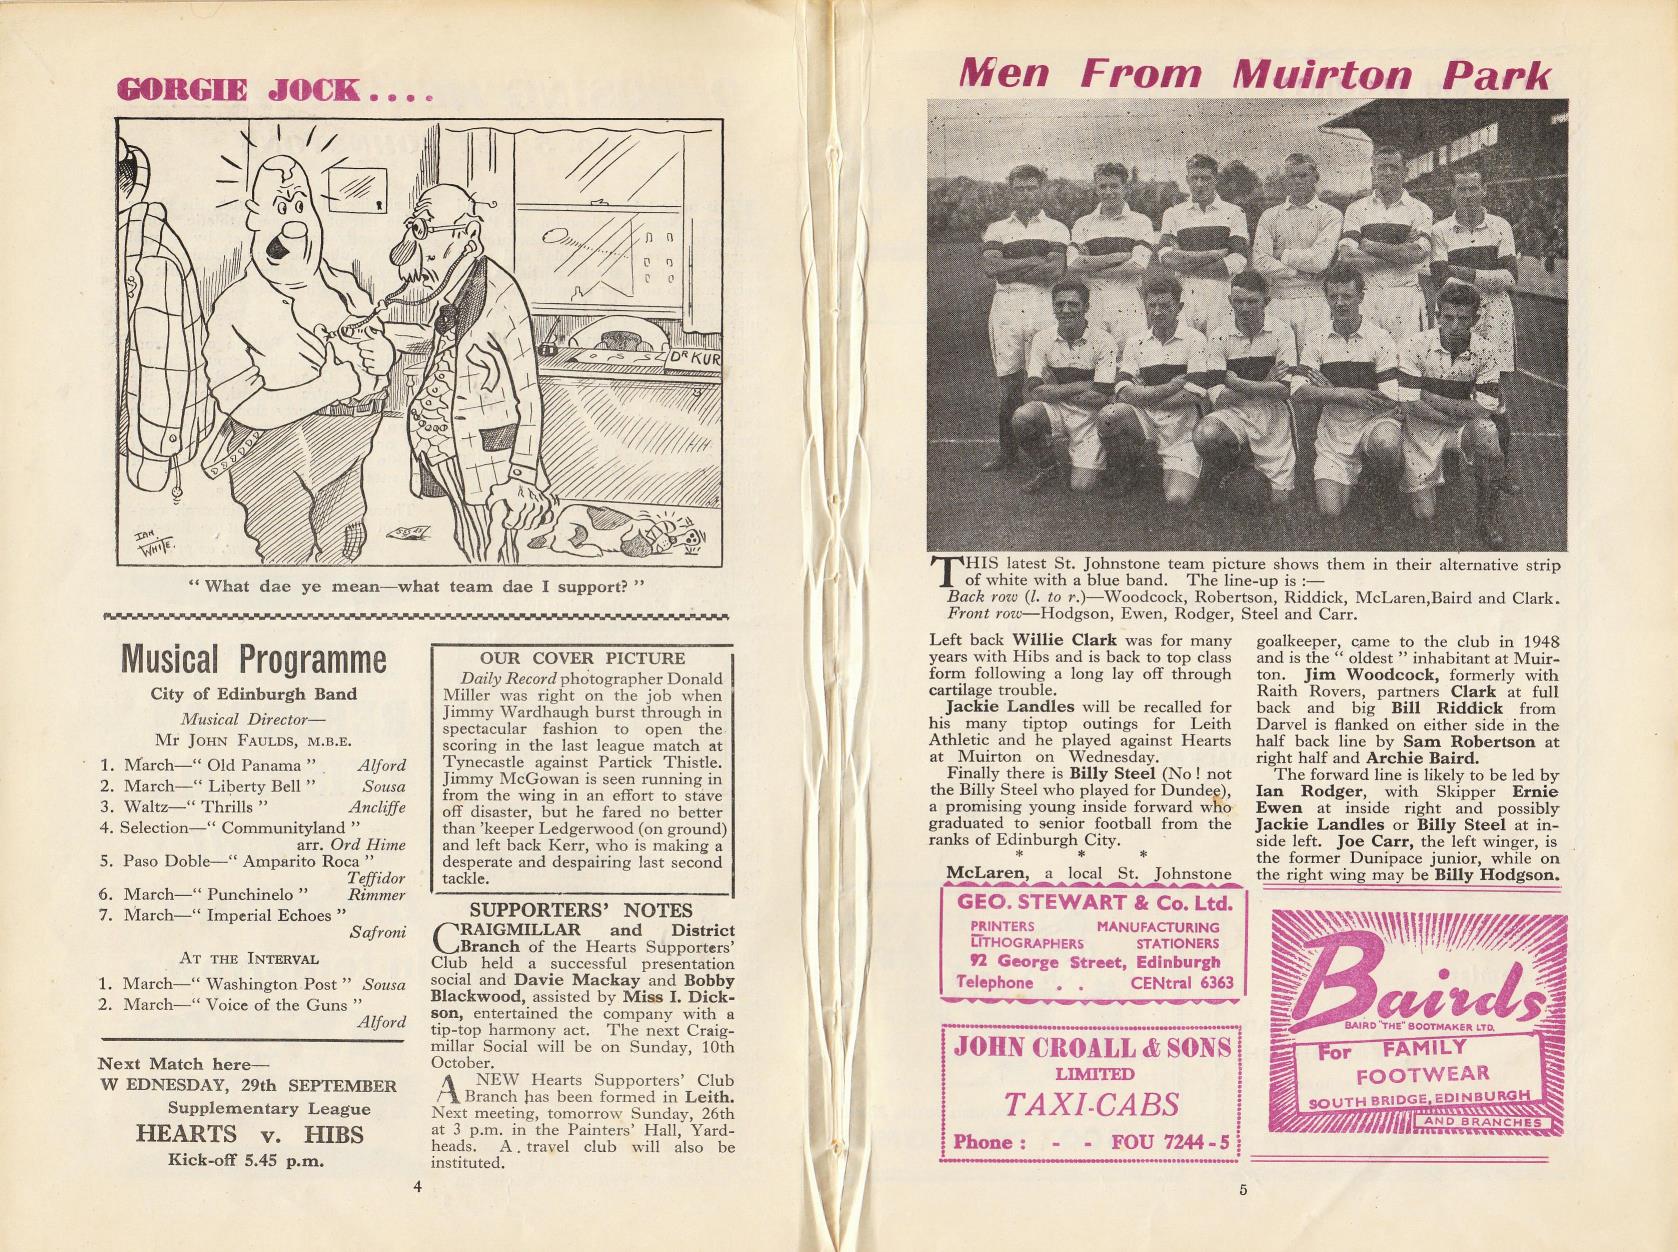 GORGIE JOCK....
DR KUR
IAN.
WHITE.
“ What dae ye mean—what team dae I support? ”
Musical Programme
City of Edinburgh Band
Musical Director—
Mr JOHN FAULDS, M.B.E.
1. March—“ Old Panama ” Alford
2. March—“ Liberty Bell ” Sousa
3. Waltz—“ Thrills ” Ancliffe
4. Selection—“ Communityland ”
arr. Ord Hime
5. Paso Doble—“ Amparito Roca ”
Teffidor
6. March—“ Punchinelo ” Rimmer
7. March—“ Imperial Echoes ”
Safroni
AT THE INTERVAL
1. March—“ Washington Post ” Sousa
2. March—“ Voice of the Guns ”
Alford
Next Match here—
W EDNESDAY, 29th SEPTEMBER
Supplementary League
HEARTS v. HIBS
Kick-off 5.45 p.m.
OUR COVER PICTURE
Daily Record photographer Donald
Miller was right on the job when
Jimmy Wardhaugh burst through in
spectacular fashion to open the
scoring in the last league match at
Tynecastle against Partick Thistle.
Jimmy McGowan is seen running in
from the wing in an effort to stave
off disaster, but he fared no better
than ’keeper Ledgerwood (on ground)
and left back Kerr, who is making a
desperate and despairing last second
tackle.
SUPPORTERS’ NOTES
CRAIGMILLAR and District
Branch of the Hearts Supporters’
Club held a successful presentation
social and Davie Mackay and Bobby
Blackwood, assisted by Miss I. Dick-
son, entertained the company with a
tip-top harmony act. The next Craig-
millar Social will be on Sunday, 10th
October.
A NEW Hearts Supporters’ Club
Branch has been formed in Leith.
Next meeting, tomorrow Sunday, 26th
at 3 p.m. in the Painters’ Hall, Yard-
heads. A travel club will also be
instituted.
4
Men From Muirton Park
THIS latest St. Johnstone team picture shows them in their alternative strip
of white with a blue band. The line-up is :—
Back row (l. to r.)—Woodcock, Robertson, Riddick, McLaren,Baird and Clark.
Front row—Hodgson, Ewen, Rodger, Steel and Carr.
Left back Willie Clark was for many
years with Hibs and is back to top class
form following a long lay off through
cartilage trouble.
Jackie Landles will be recalled for
his many tiptop outings for Leith
Athletic and he played against Hearts
at Muirton on Wednesday.
Finally there is Billy Steel (No ! not
the Billy Steel who played for Dundee),
a promising young inside forward who
graduated to senior football from the
ranks of Edinburgh City.
* * *
McLaren, a local St. Johnstone
goalkeeper, came to the club in 1948
and is the “ oldest ” inhabitant at Muir-
ton. Jim Woodcock, formerly with
Raith Rovers, partners Clark at full
back and big Bill Riddick from
Darvel is flanked on either side in the
half back line by Sam Robertson at
right half and Archie Baird.
The forward line is likely to be led by
Ian Rodger, with Skipper Ernie
Ewen at inside right and possibly
Jackie Landles or Billy Steel at in-
side left. Joe Carr, the left winger, is
the former Dunipace junior, while on
the right wing may be Billy Hodgson.
GEO. STEWART & Co. Ltd.
PRINTERS MANUFACTURING
LITHOGRAPHERS STATIONERS
92 George Street, Edinburgh
Telephone . . CENtral 6363
JOHN CROALL & SONS
LIMITED
TAXI-CABS
Phone : - - FOU 7244-5
Bairds
BAIRD "THE" BOOTMAKER LTD.
For FAMILY
FOOTWEAR
SOUTH BRIDGE, EDINBURGH
AND BRANCHES
5